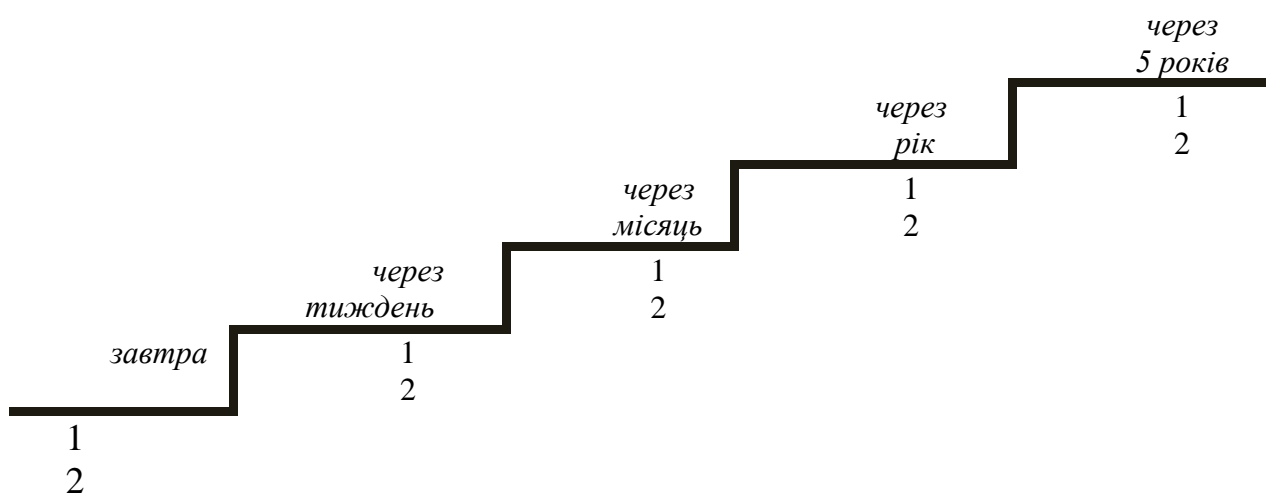 завтра
1
2
через
тиждень
1
2
через
місяць
1
2
через
рік
1
2
через
5 років
1
2